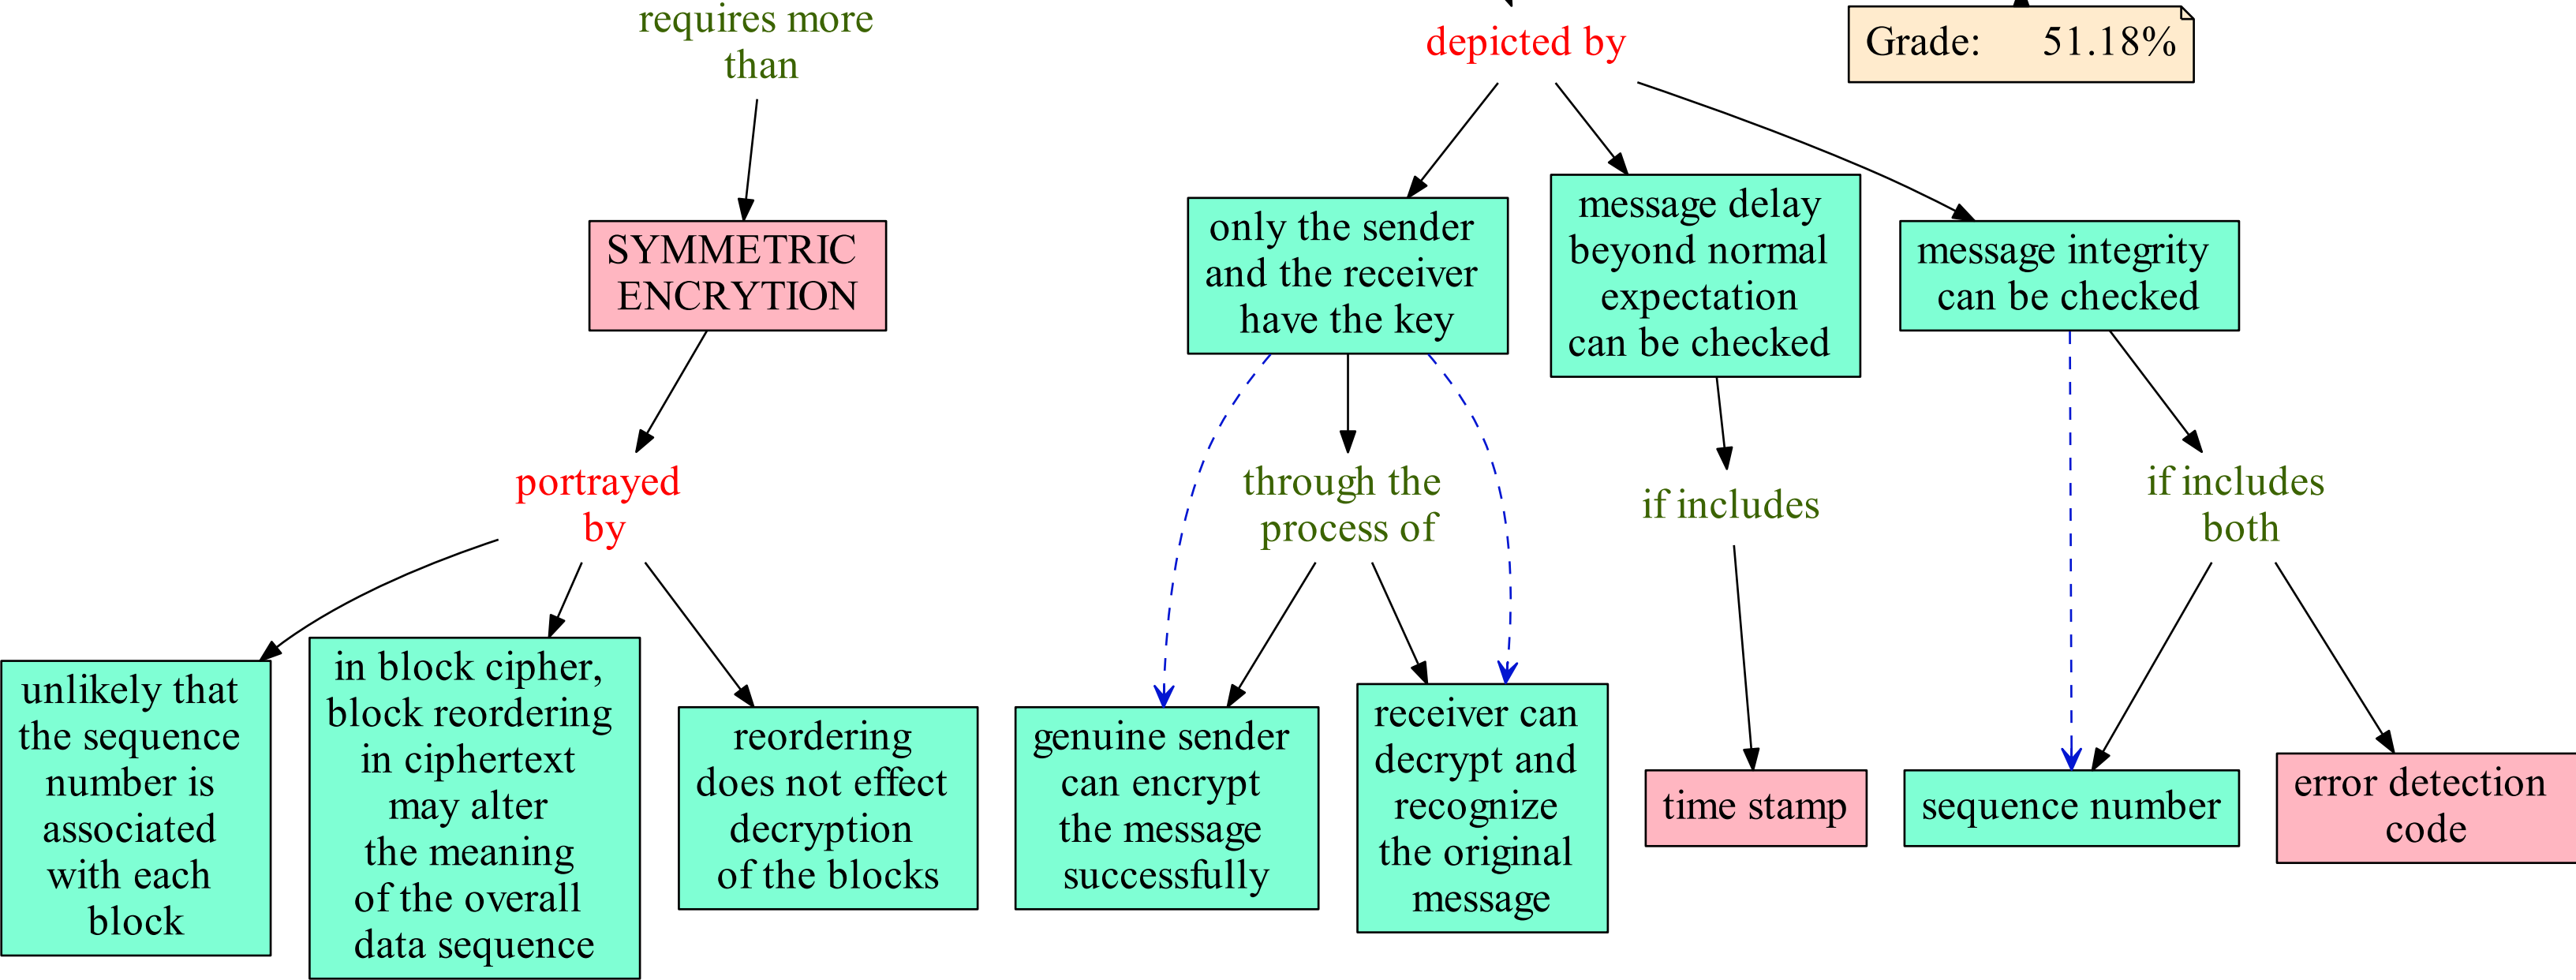 requires more
than
depicted by
Grade: 51.18%
SYMMETRIC
ENCRYTION
only the sender
and the receiver
have the key
message delay
beyond normal
expectation
can be checked
message integrity
can be checked
portrayed
by
through the
process of
if includes
if includes
both
unlikely that
the sequence
number is
associated
with each
block
in block cipher,
block reordering
in ciphertext
may alter
the meaning
of the overall
data sequence
reordering
does not effect
decryption
of the blocks
genuine sender
can encrypt
the message
successfully
receiver can
decrypt and
recognize
the original
message
time stamp
sequence number
error detection
code